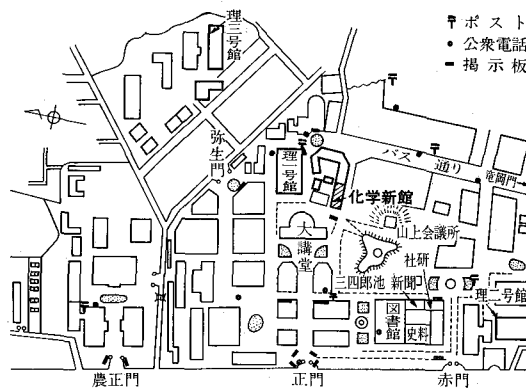 ポスト
公衆電話
掲示板
理三号館
弥生門
理一号館
バス通り
竜岡門
化学新館
大講堂
山上会議所
社研
三四郎池
新聞
理二号館
図書館
史料
農正門
正門
赤門